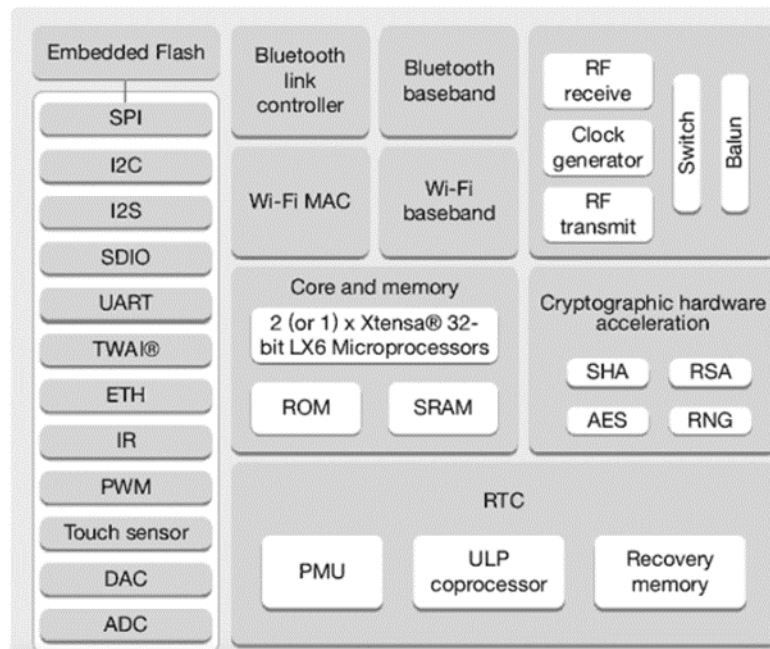 Embedded Flash
SPI
I2C
I2S
SDIO
UART
TWAI®
ETH
IR
PWM
Touch sensor
DAC
ADC
Bluetooth
link
controller
Bluetooth
baseband
Wi-Fi MAC
Wi-Fi
baseband
RF
receive
Clock
generator
RF
transmit
Switch
Balun
Core and memory
2 (or 1) x Xtensa® 32-
bit LX6 Microprocessors
ROM
SRAM
Cryptographic hardware
acceleration
SHA
RSA
AES
RNG
RTC
PMU
ULP
coprocessor
Recovery
memory